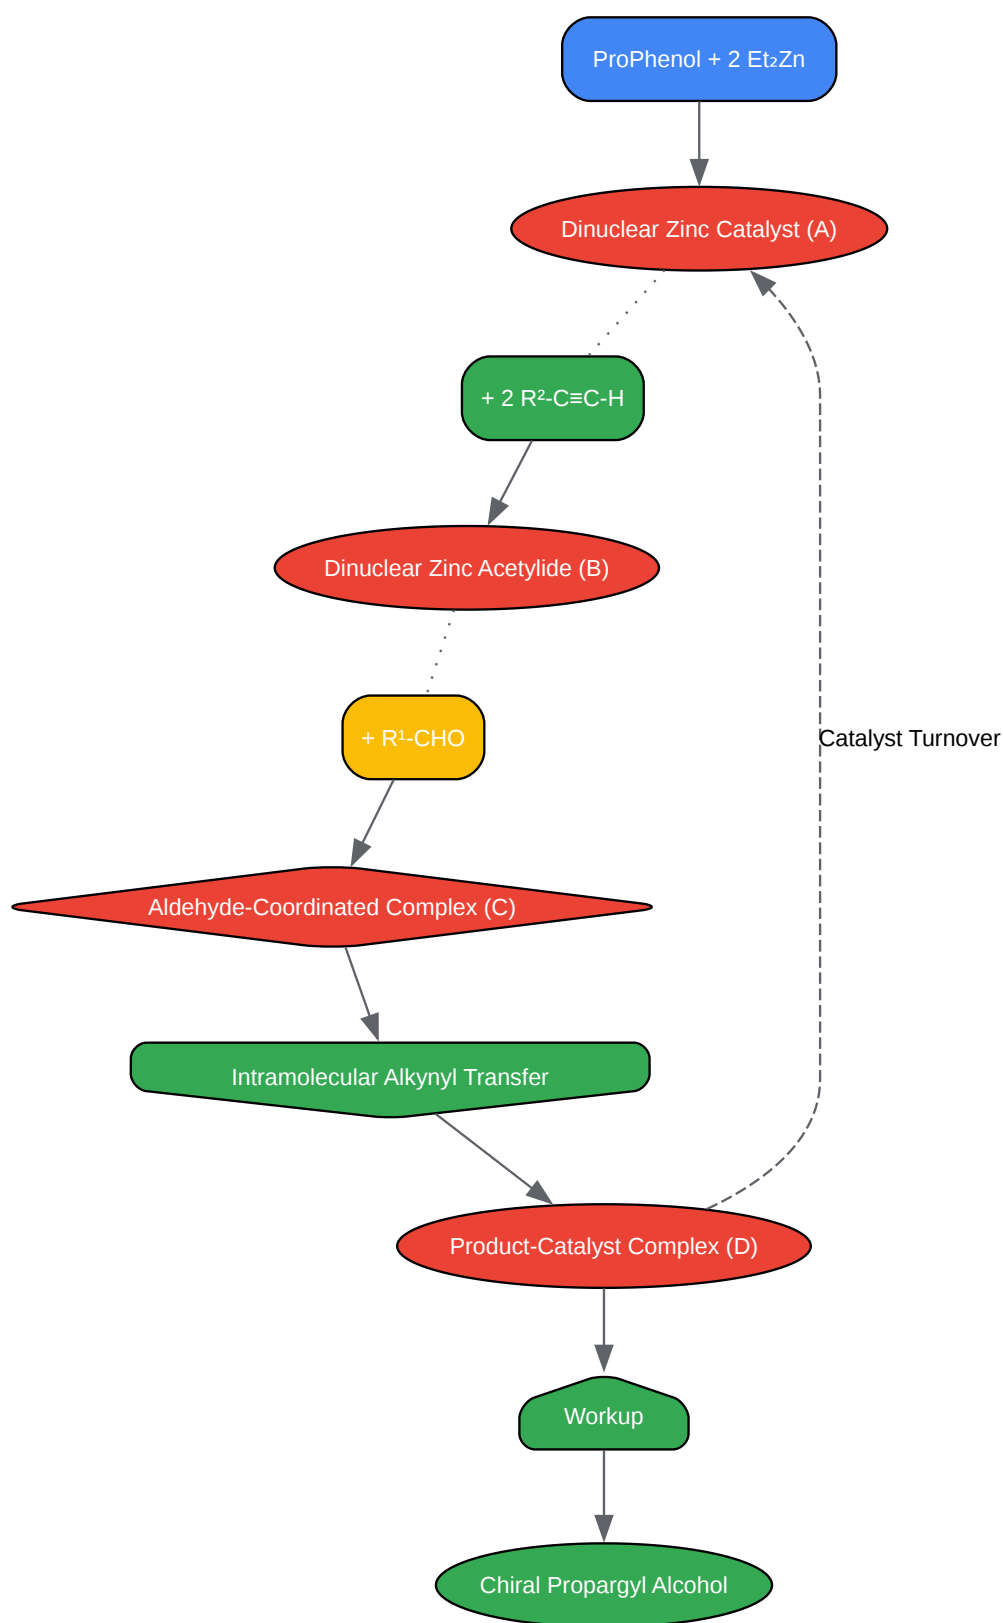 ProPhenol + 2 Et₂Zn
Dinuclear Zinc Catalyst (A)
+ 2 R²-C≡C-H
Dinuclear Zinc Acetylide (B)
+ R¹-CHO
Catalyst Turnover
Aldehyde-Coordinated Complex (C)
Intramolecular Alkynyl Transfer
Product-Catalyst Complex (D)
Workup
Chiral Propargyl Alcohol